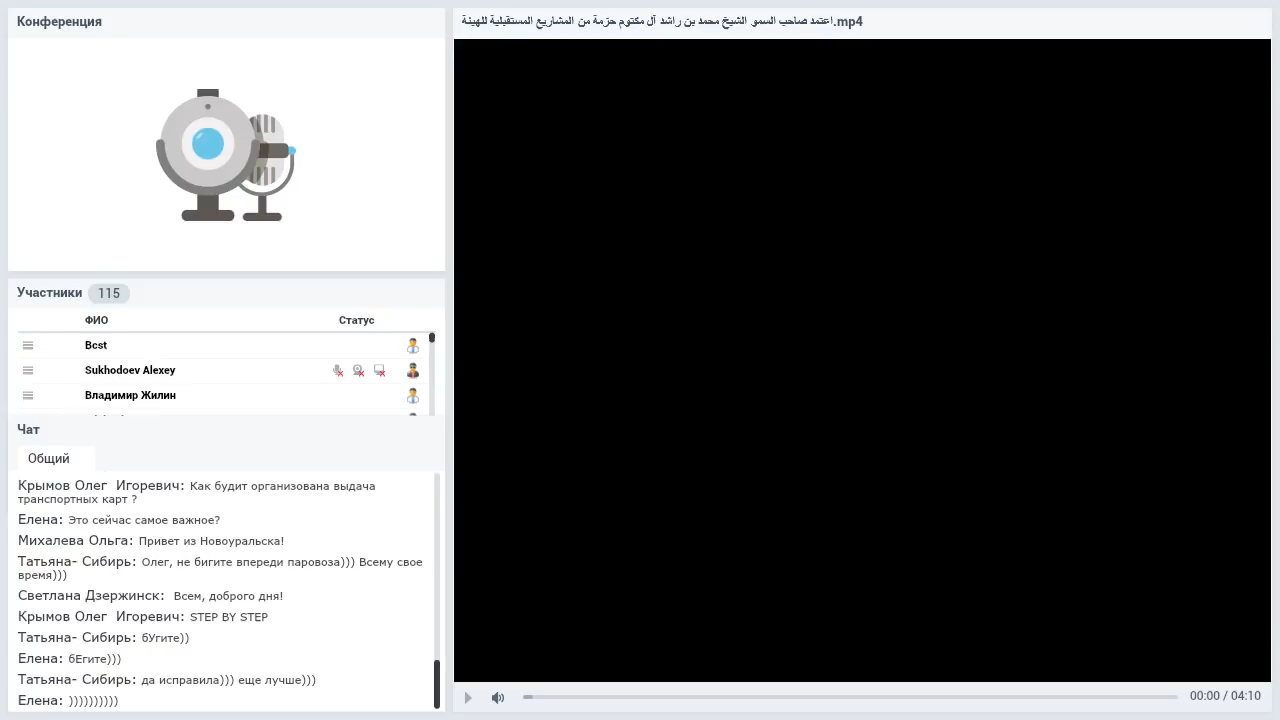 Конференция
اعتمد صاحب السمو الشيخ محمد بن راشد آل مكتوم حزمة من المشاريع المستقبلية للهيئة.mp4
Участники 115
ФИО Статус
Bcst
Sukhodoev Alexey
Владимир Жилин
Чат
Общий
Крымов Олег Игоревич: Как будит организована выдача
транспортных карт ?
Елена: Это сейчас самое важное?
Михалева Ольга: Привет из Новоуральска!
Татьяна- Сибирь: Олег, не бигите впереди паровоза))) Всему свое
время)))
Светлана Дзержинск: Всем, доброго дня!
Крымов Олег Игоревич: STEP BY STEP
Татьяна- Сибирь: бУгите))
Елена: бЕгите)))
Татьяна- Сибирь: да исправила))) еще лучше)))
Елена: ))))))))))
00:00 / 04:10